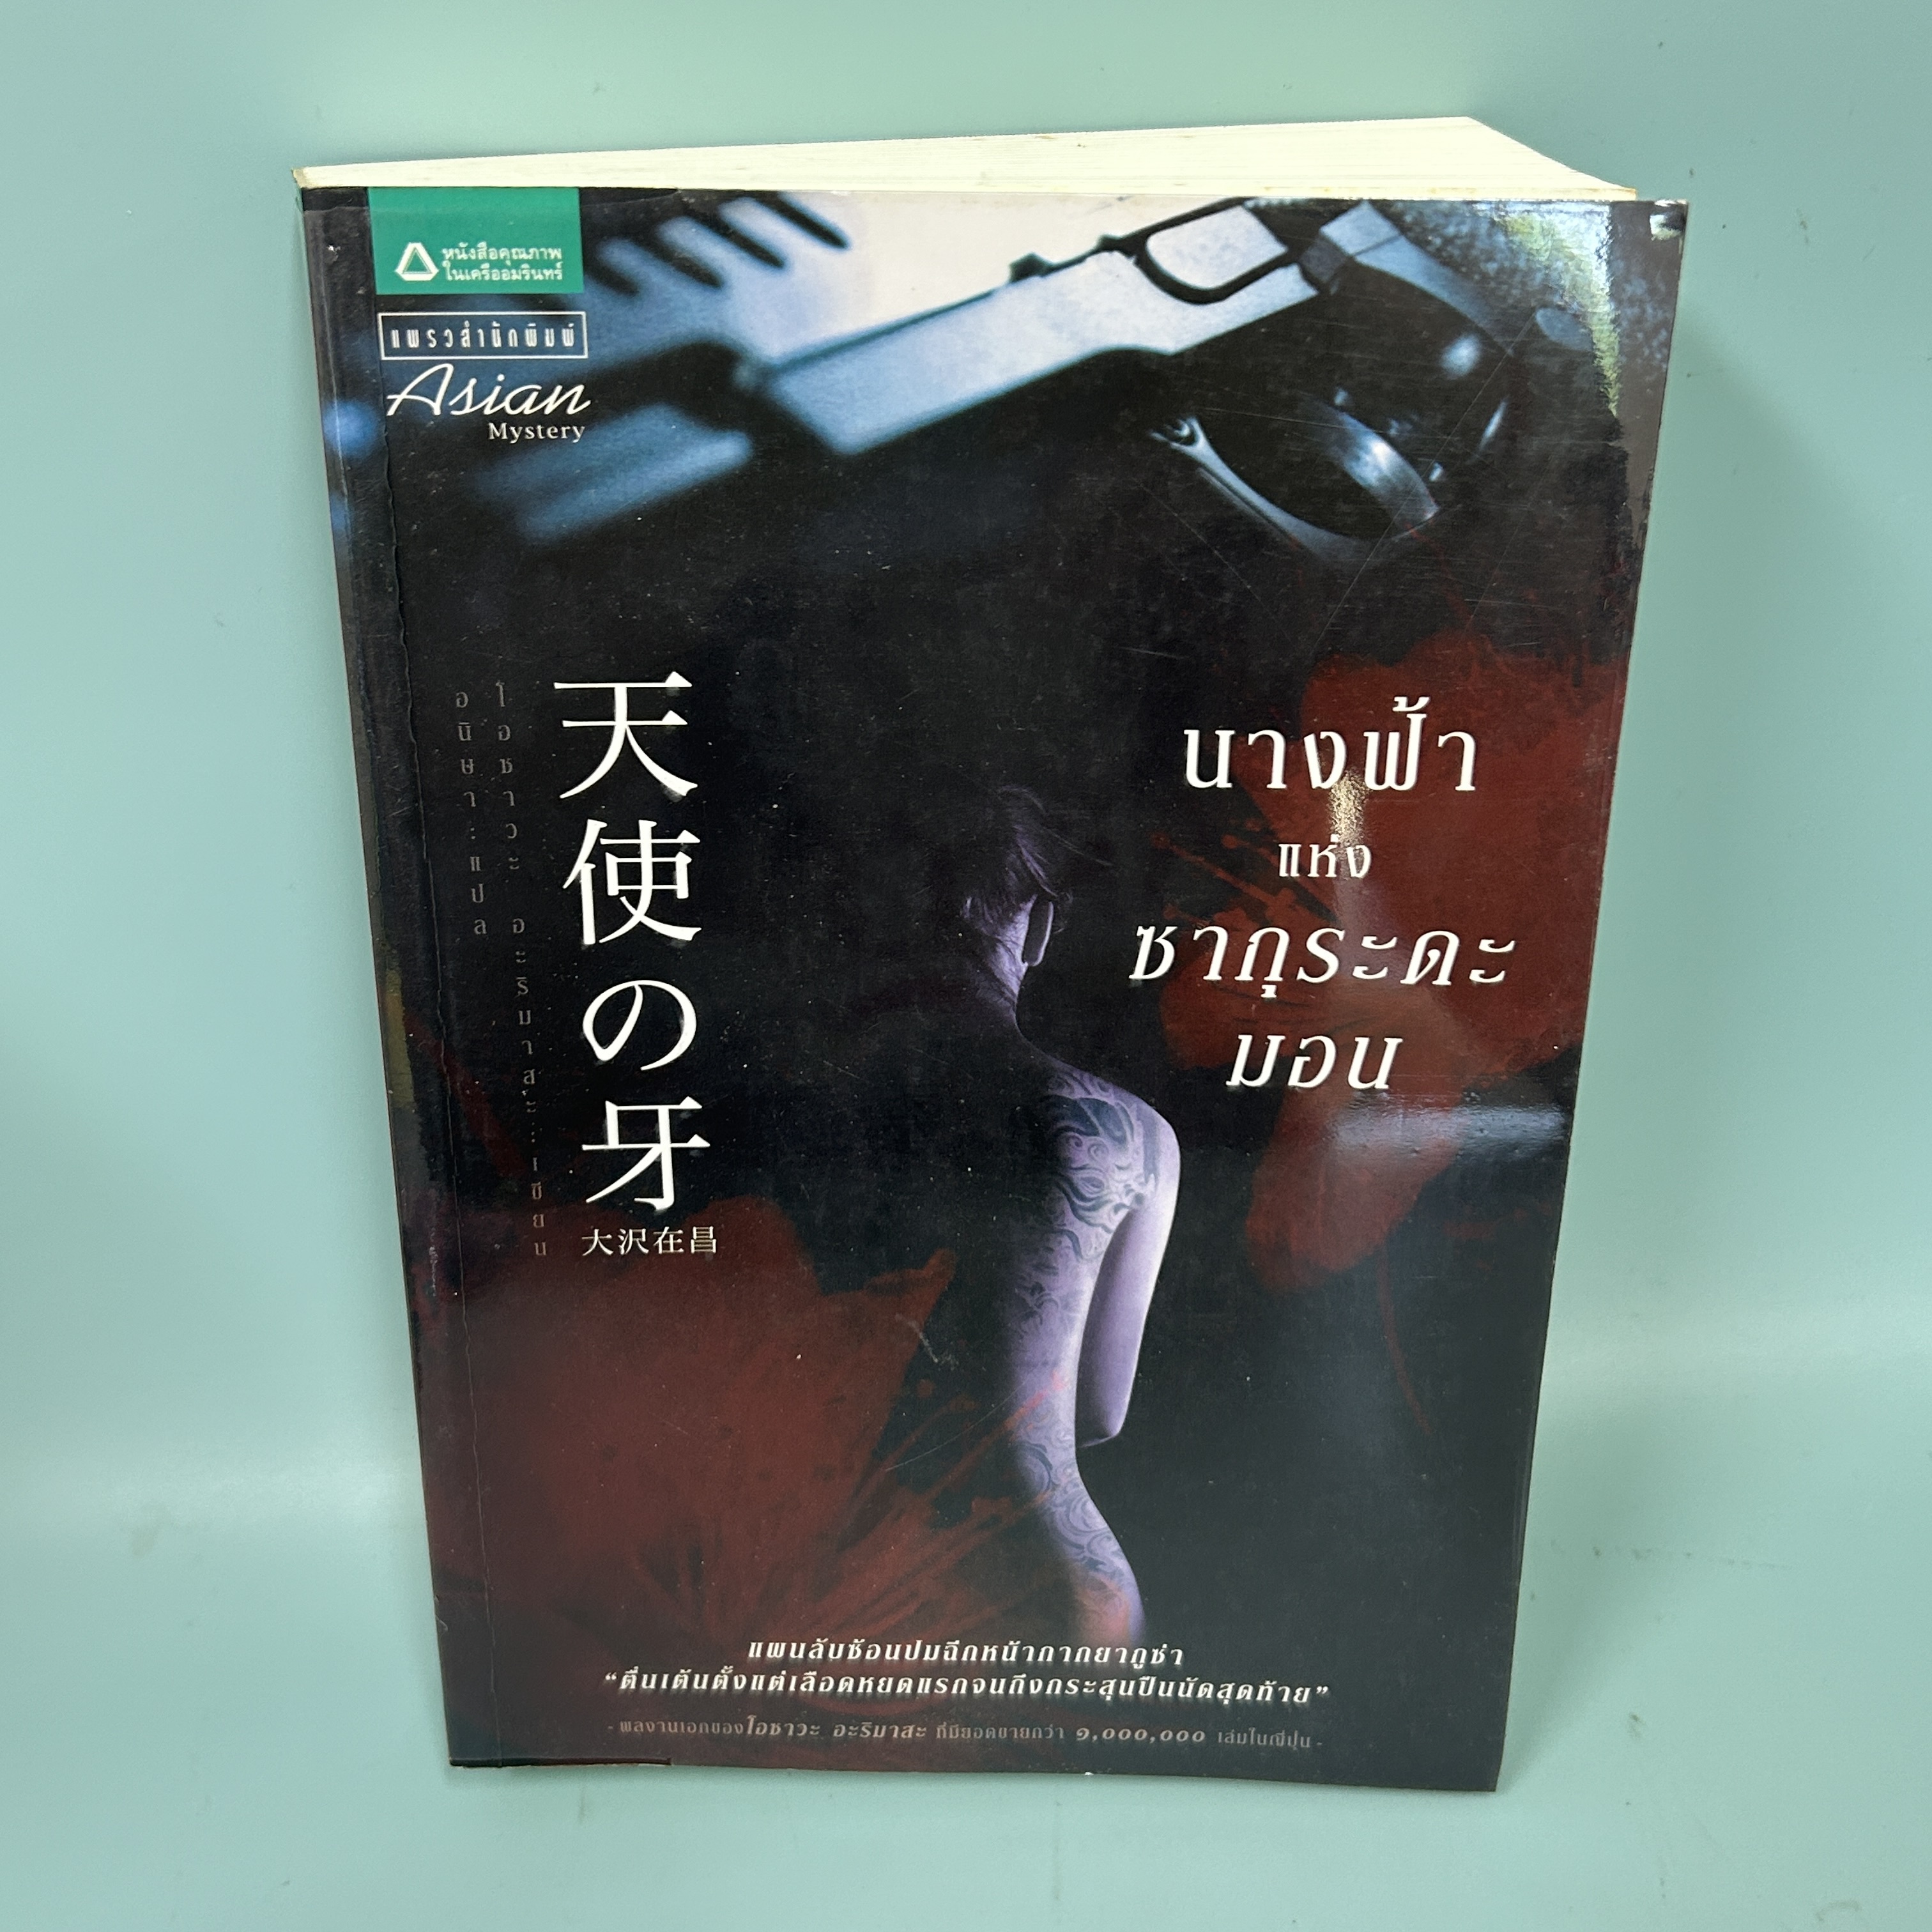 หนังสือคุณภาพ
ในเครืออมรินทร์
แพรวสำนักพิมพ์
Asian
Mystery
นางฟ้า
แห่ง
ซากุระดะ
มอน
天使の牙
大沢在昌
โอซาวะ อะริมาสะ : เขียน
อนิษา : แปล
แผนลับซ้อนปมฉีกหน้ากากยากูซ่า
“ตื่นเต้นตั้งแต่เลือดหยดแรกจนถึงกระสุนปืนนัดสุดท้าย”
- ผลงานเอกของโอซาวะ อะริมาสะ ที่มียอดขายกว่า ๑,๐๐๐,๐๐๐ เล่มในญี่ปุ่น -